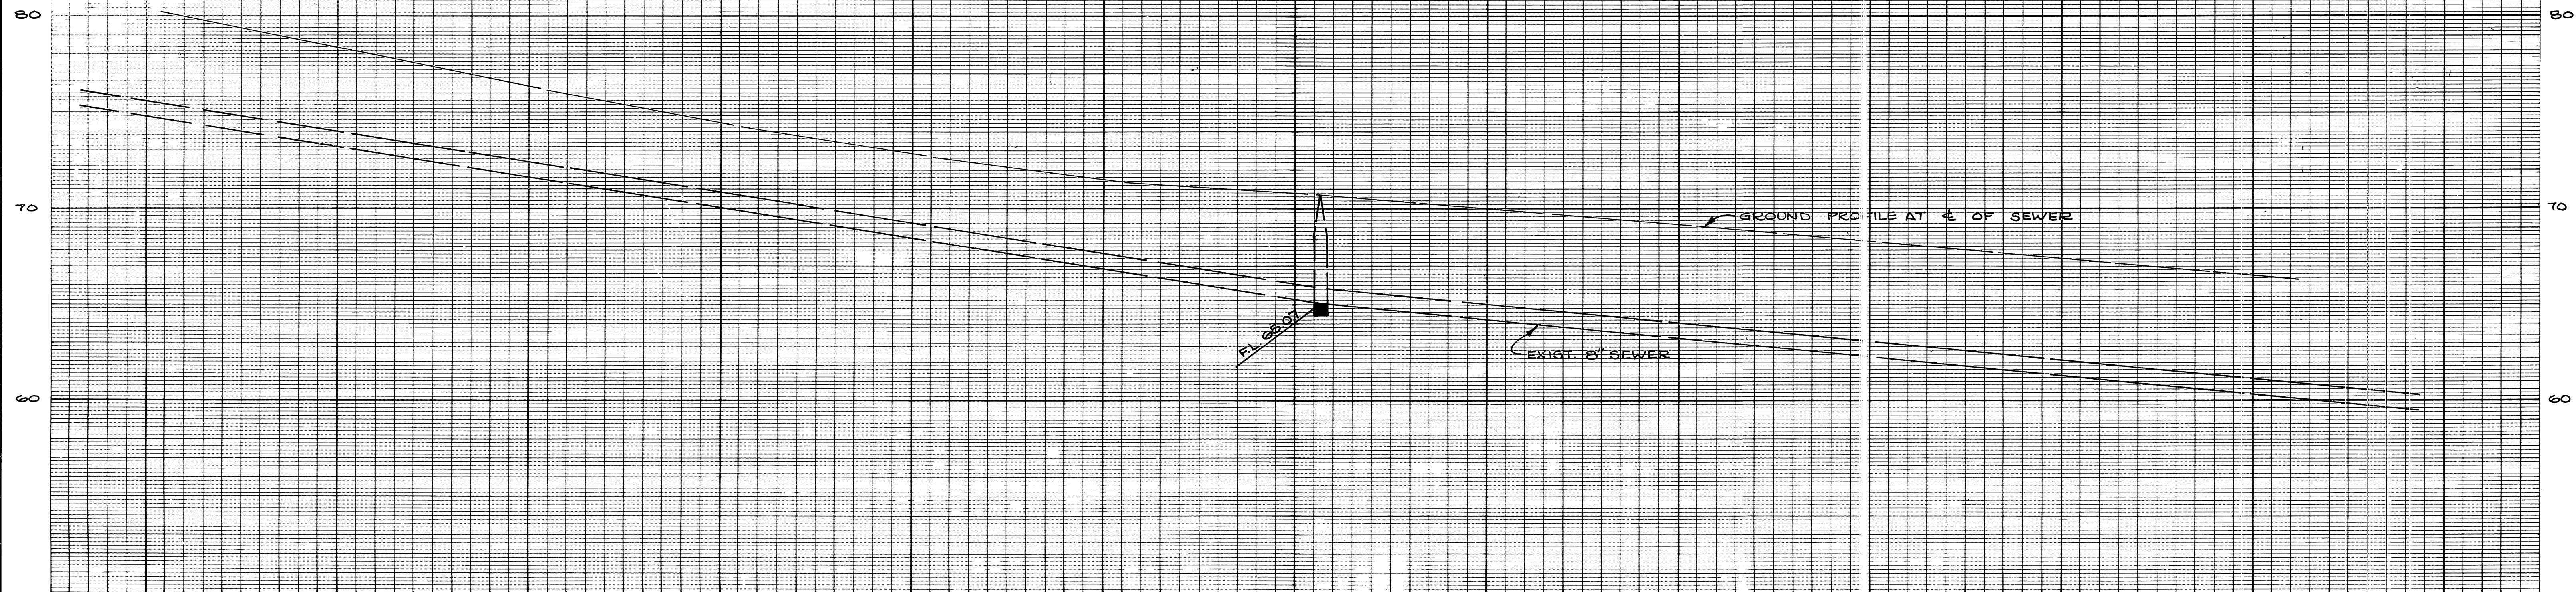 80
80
70
70
GROUND PROFILE AT ℄ OF SEWER
F.L. 65.07
EXIST. 8" SEWER
60
60